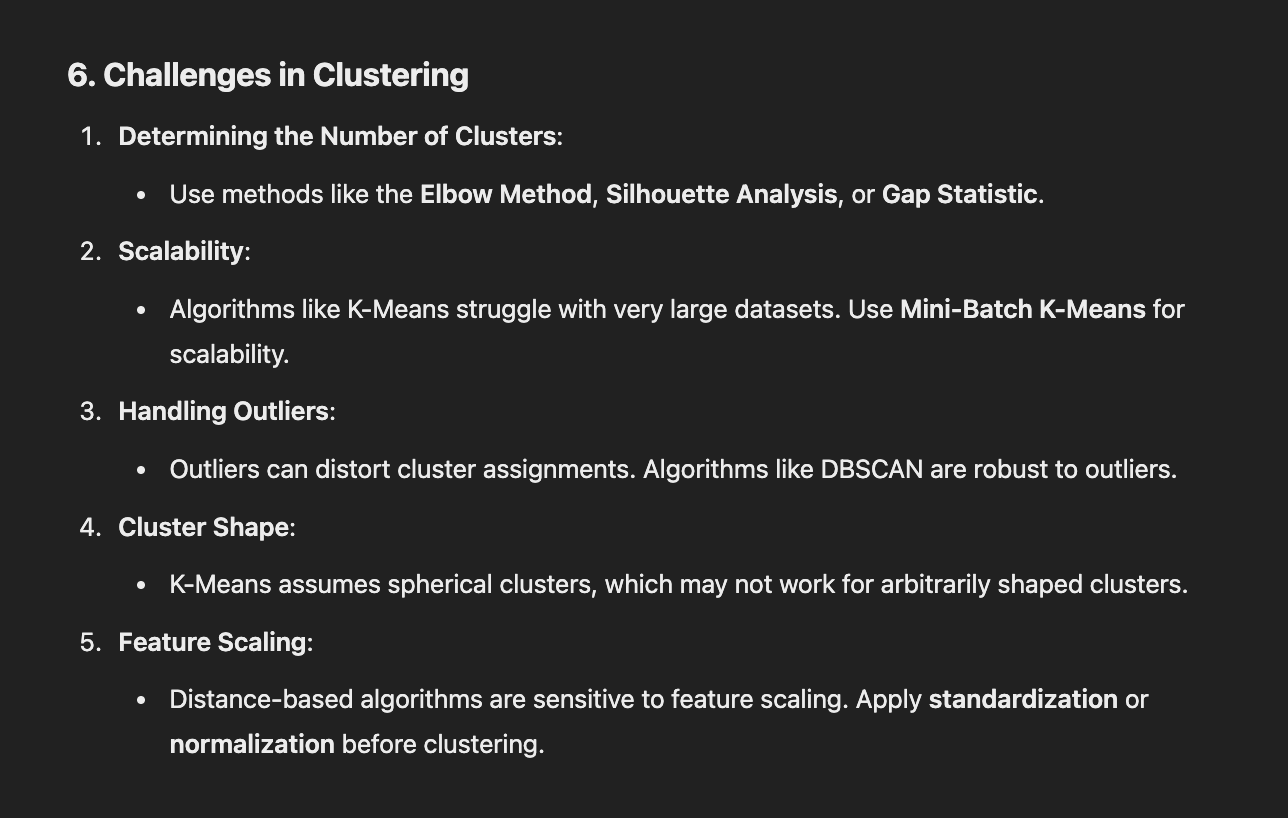 6. Challenges in Clustering
1. Determining the Number of Clusters:
• Use methods like the Elbow Method, Silhouette Analysis, or Gap Statistic.
2. Scalability:
• Algorithms like K-Means struggle with very large datasets. Use Mini-Batch K-Means for
scalability.
3. Handling Outliers:
• Outliers can distort cluster assignments. Algorithms like DBSCAN are robust to outliers.
4. Cluster Shape:
• K-Means assumes spherical clusters, which may not work for arbitrarily shaped clusters.
5. Feature Scaling:
• Distance-based algorithms are sensitive to feature scaling. Apply standardization or
normalization before clustering.